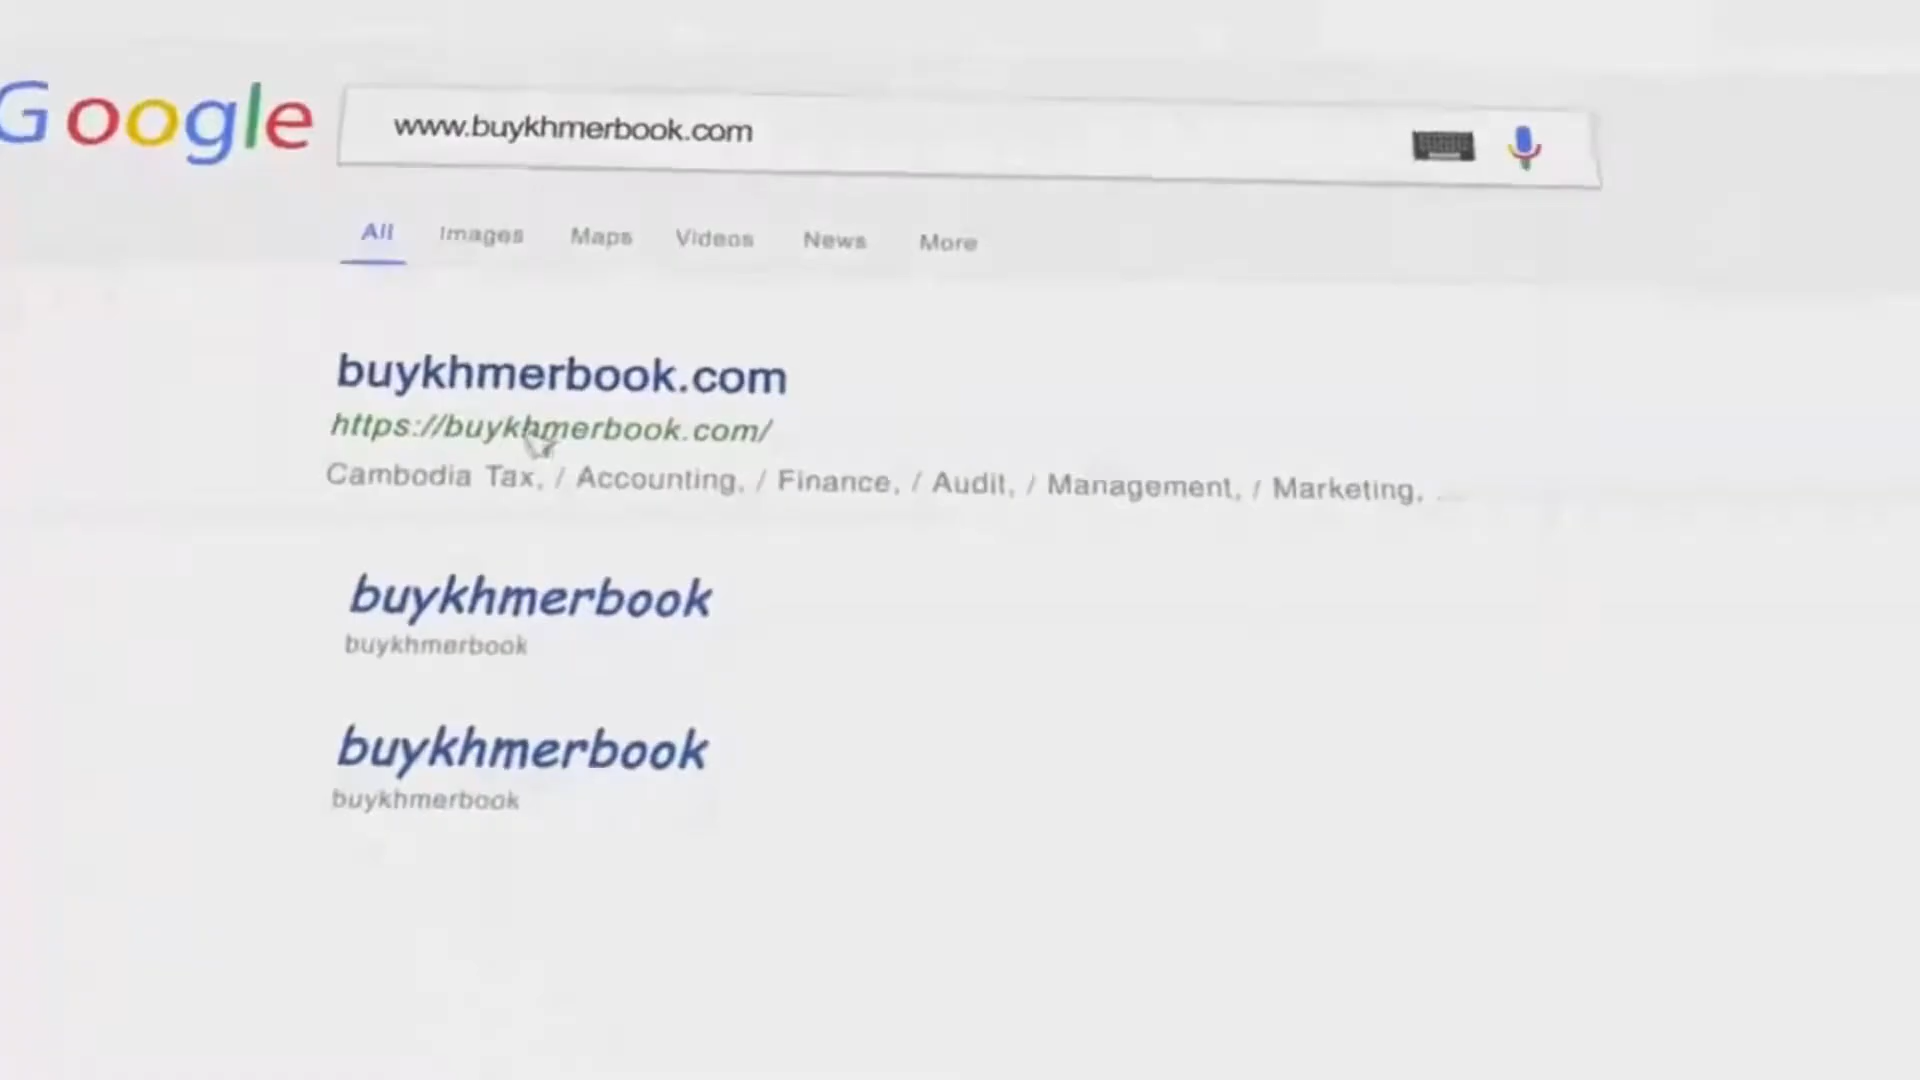 Google
www.buykhmerbook.com
All Images Maps Videos News More
buykhmerbook.com
https://buykhmerbook.com/
Cambodia Tax, / Accounting, / Finance, / Audit, / Management, / Marketing, ...
buykhmerbook
buykhmerbook
buykhmerbook
buykhmerbook